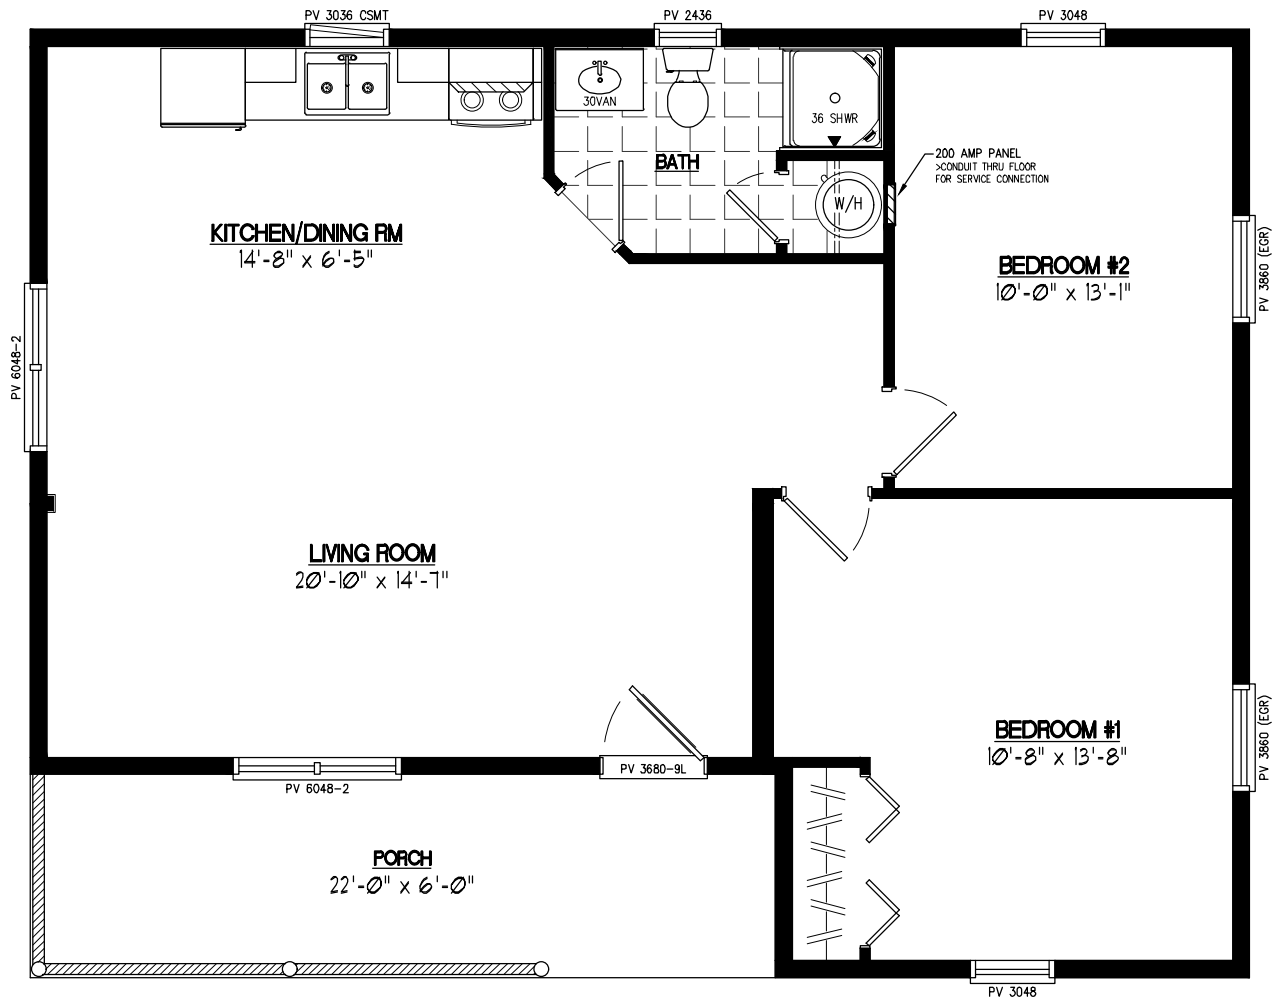 PV 3036 CSMT
PV 2436
PV 3048
30VAN
36 SHWR
BATH
W/H
200 AMP PANEL
>CONDUIT THRU FLOOR
FOR SERVICE CONNECTION
KITCHEN/DINING RM
14'-8" x 6'-5"
BEDROOM #2
10'-0" x 13'-1"
PV 3860 (EGR)
PV 6048-2
LIVING ROOM
20'-10" x 14'-7"
BEDROOM #1
10'-8" x 13'-8"
PV 3860 (EGR)
PV 3680-9L
PV 6048-2
PORCH
22'-0" x 6'-0"
PV 3048